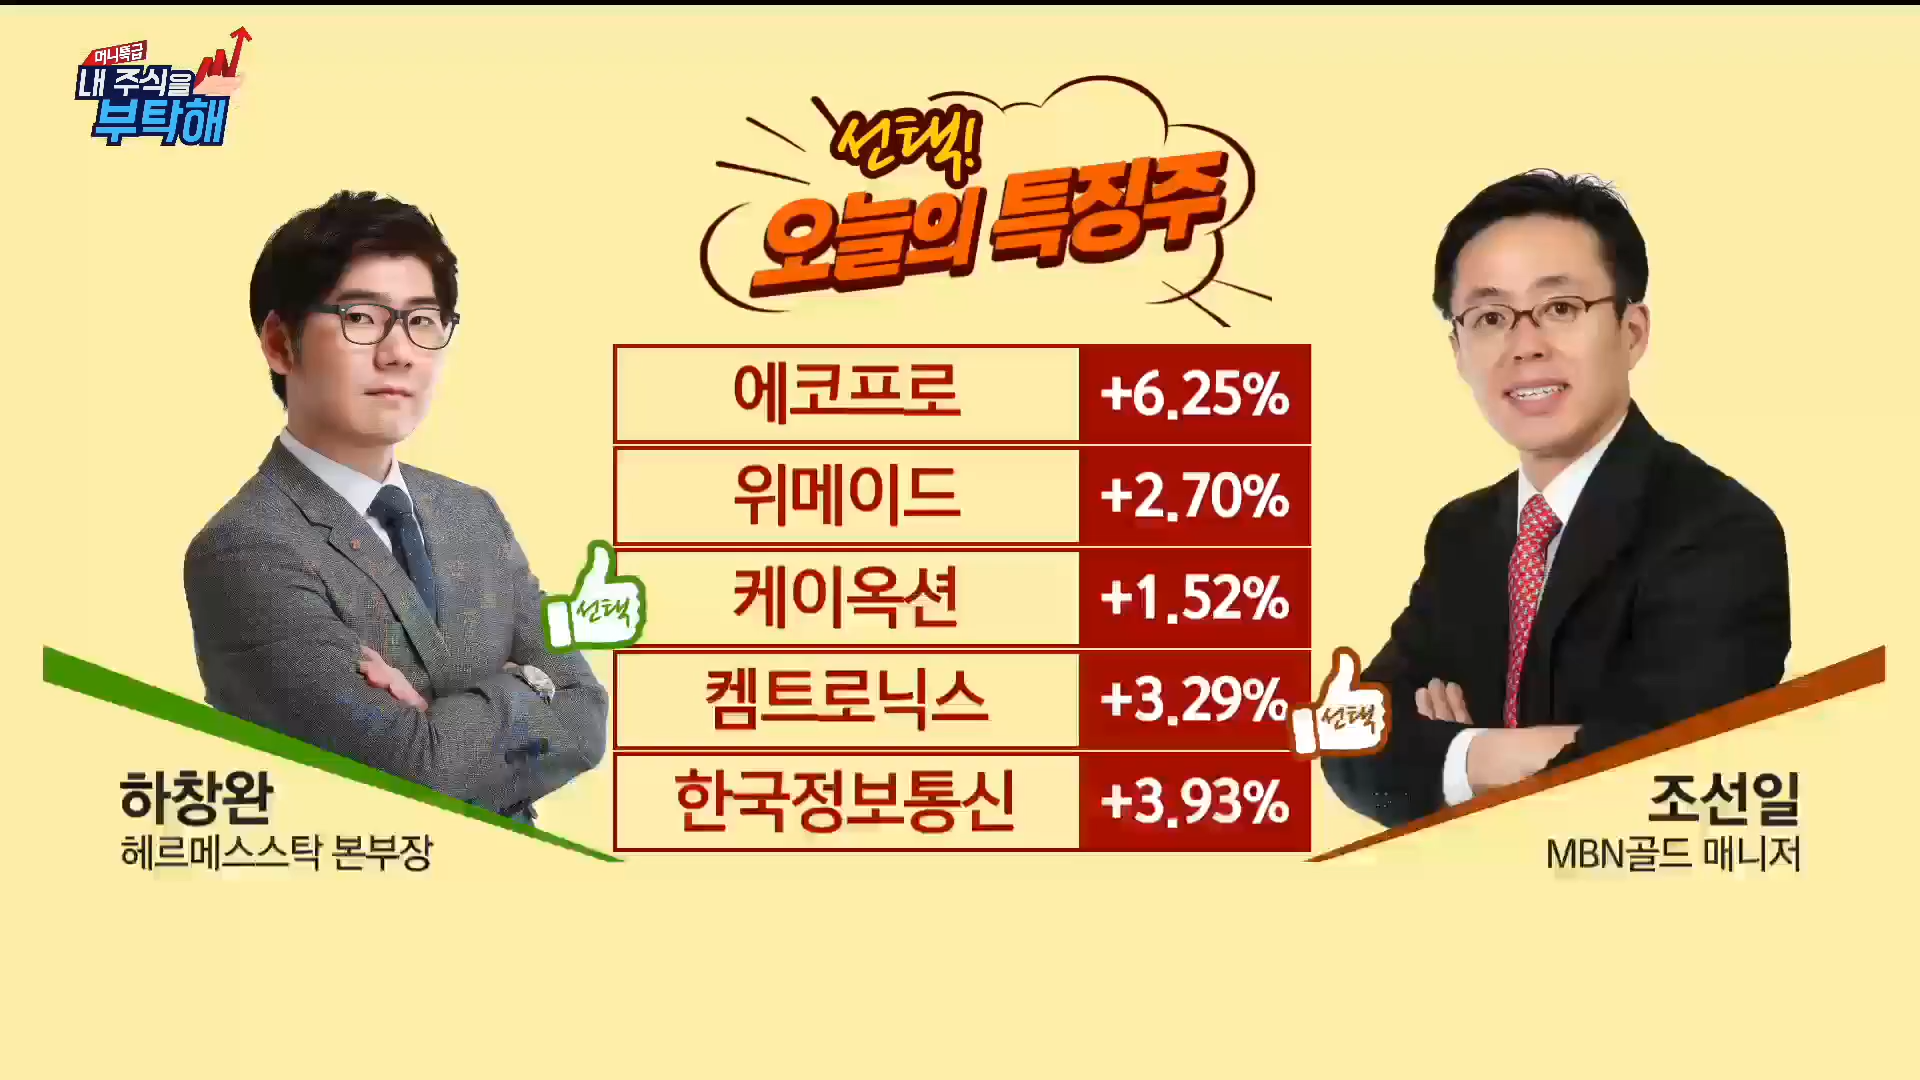 머니뚝급
내 주식을
부탁해
선택!
오늘의 특징주
에코프로 +6.25%
위메이드 +2.70%
케이옥션 +1.52%
선택
켐트로닉스 +3.29%
선택
한국정보통신 +3.93%
하창완
헤르메스스탁 본부장
조선일
MBN골드 매니저